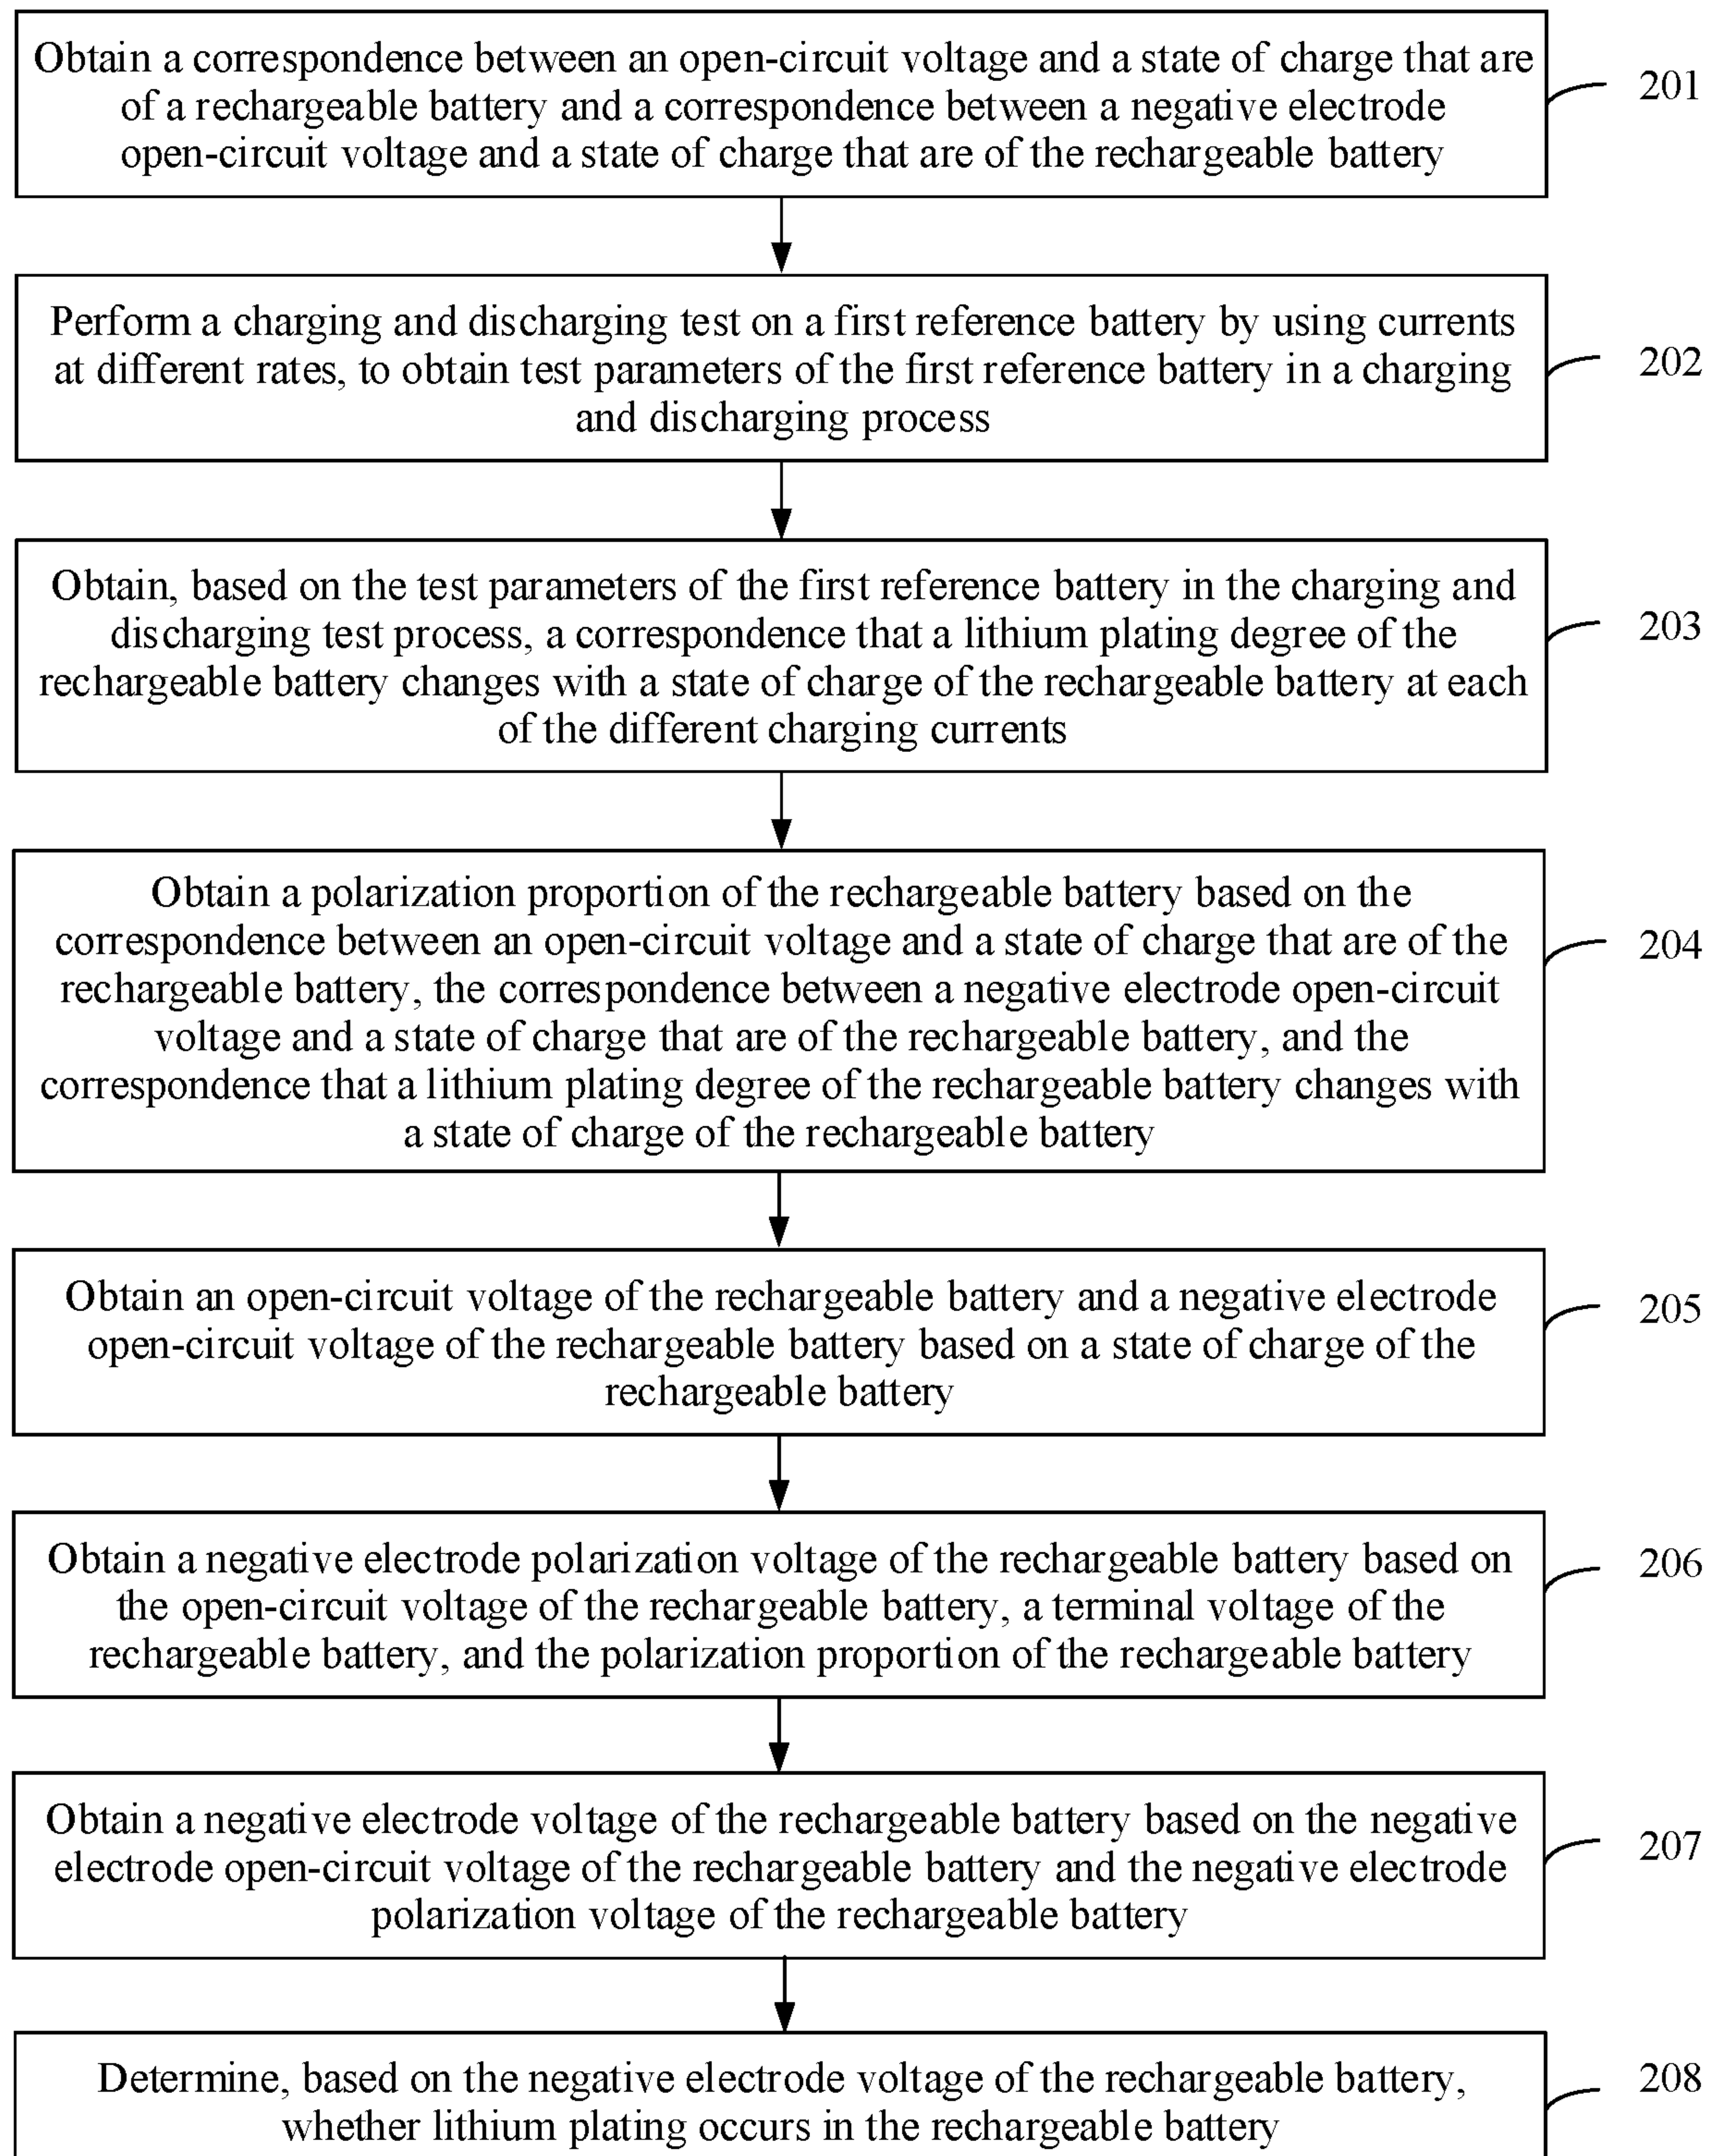 Obtain a correspondence between an open-circuit voltage and a state of charge that are
of a rechargeable battery and a correspondence between a negative electrode
open-circuit voltage and a state of charge that are of the rechargeable battery
201
Perform a charging and discharging test on a first reference battery by using currents
at different rates, to obtain test parameters of the first reference battery in a charging
and discharging process
202
Obtain, based on the test parameters of the first reference battery in the charging and
discharging test process, a correspondence that a lithium plating degree of the
rechargeable battery changes with a state of charge of the rechargeable battery at each
of the different charging currents
203
Obtain a polarization proportion of the rechargeable battery based on the
correspondence between an open-circuit voltage and a state of charge that are of the
rechargeable battery, the correspondence between a negative electrode open-circuit
voltage and a state of charge that are of the rechargeable battery, and the
correspondence that a lithium plating degree of the rechargeable battery changes with
a state of charge of the rechargeable battery
204
Obtain an open-circuit voltage of the rechargeable battery and a negative electrode
open-circuit voltage of the rechargeable battery based on a state of charge of the
rechargeable battery
205
Obtain a negative electrode polarization voltage of the rechargeable battery based on
the open-circuit voltage of the rechargeable battery, a terminal voltage of the
rechargeable battery, and the polarization proportion of the rechargeable battery
206
Obtain a negative electrode voltage of the rechargeable battery based on the negative
electrode open-circuit voltage of the rechargeable battery and the negative electrode
polarization voltage of the rechargeable battery
207
Determine, based on the negative electrode voltage of the rechargeable battery,
whether lithium plating occurs in the rechargeable battery
208